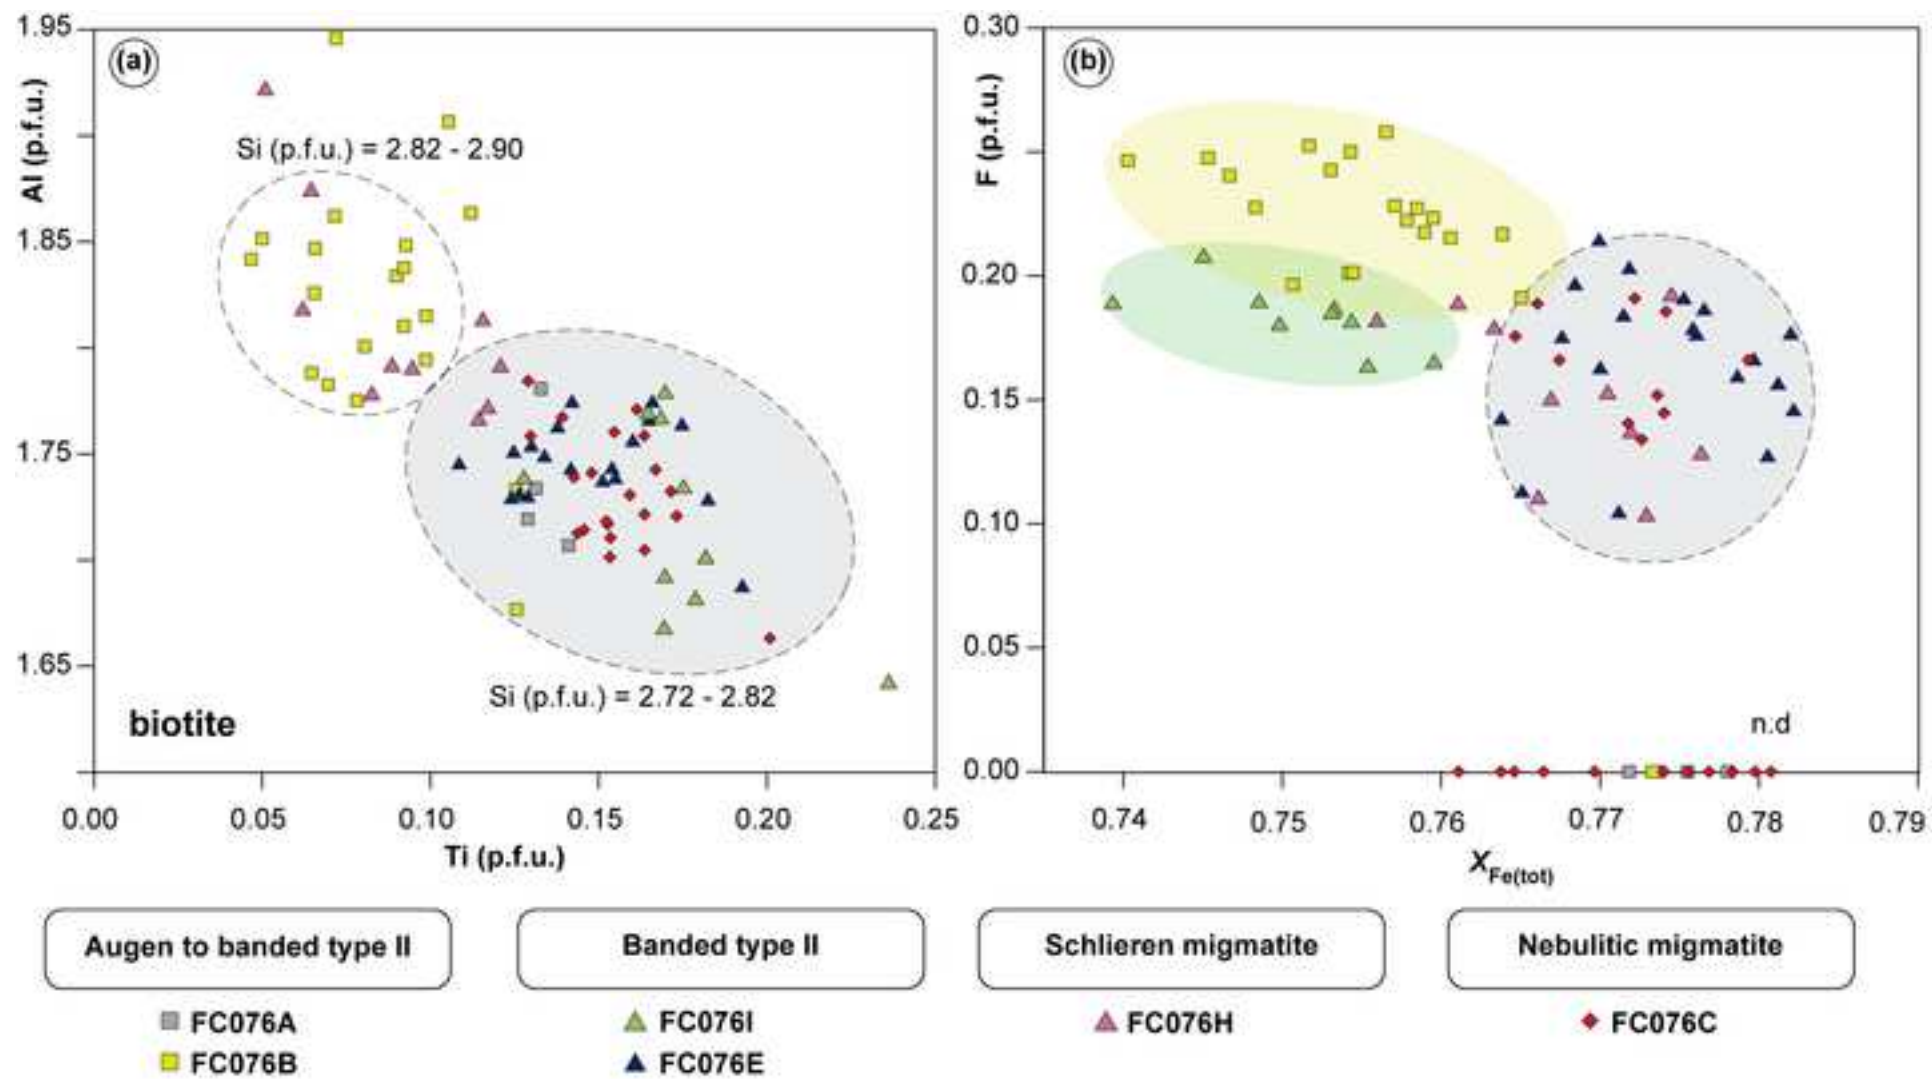 (a)
1.95
1.85
1.75
1.65
Al (p.f.u.)
Si (p.f.u.) = 2.82 - 2.90
Si (p.f.u.) = 2.72 - 2.82
biotite
0.00 0.05 0.10 0.15 0.20 0.25
Ti (p.f.u.)
(b)
0.30
0.20
0.15
0.10
0.05
0.00
F (p.f.u.)
n.d
0.74 0.75 0.76 0.77 0.78 0.79
XFe(tot)
Augen to banded type II
FC076A
FC076B
Banded type II
FC076I
FC076E
Schlieren migmatite
FC076H
Nebulitic migmatite
FC076C